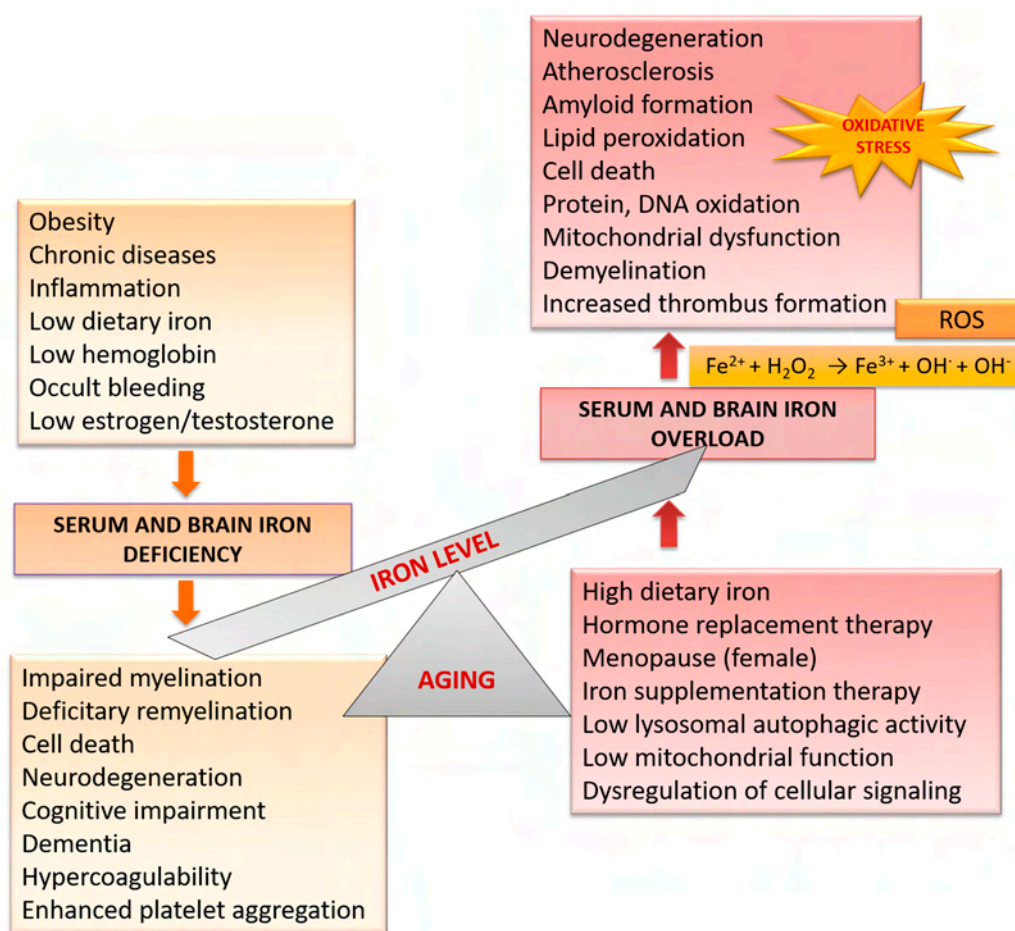 Obesity
Chronic diseases
Inflammation
Low dietary iron
Low hemoglobin
Occult bleeding
Low estrogen/testosterone
SERUM AND BRAIN IRON
DEFICIENCY
Impaired myelination
Deficitary remyelination
Cell death
Neurodegeneration
Cognitive impairment
Dementia
Hypercoagulability
Enhanced platelet aggregation
IRON LEVEL
AGING
Neurodegeneration
Atherosclerosis
Amyloid formation
Lipid peroxidation
Cell death
Protein, DNA oxidation
Mitochondrial dysfunction
Demyelination
Increased thrombus formation
OXIDATIVE
STRESS
ROS
Fe²⁺ + H₂O₂ → Fe³⁺ + OH˙ + OH⁻
SERUM AND BRAIN IRON
OVERLOAD
High dietary iron
Hormone replacement therapy
Menopause (female)
Iron supplementation therapy
Low lysosomal autophagic activity
Low mitochondrial function
Dysregulation of cellular signaling